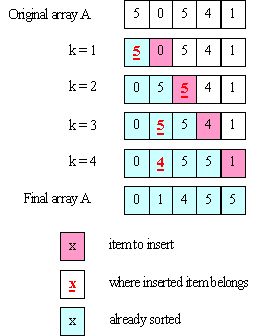 Original array A 5 0 5 4 1
k = 1 5 0 5 4 1
k = 2 0 5 5 4 1
k = 3 0 5 5 4 1
k = 4 0 4 5 5 1
Final array A 0 1 4 5 5
x item to insert
x where inserted item belongs
x already sorted